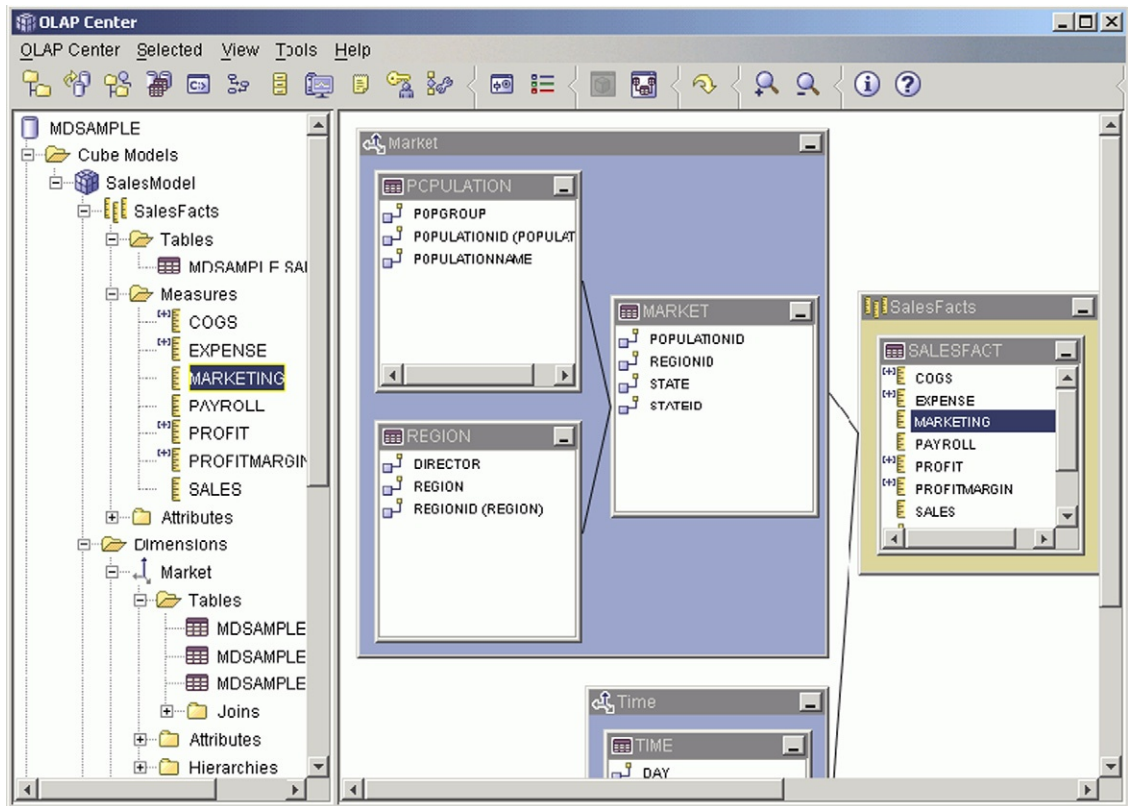 OLAP Center
OLAP Center Selected View Tools Help
MDSAMPLE
Cube Models
SalesModel
SalesFacts
Tables
MDSAMPLE SAL
Measures
COGS
EXPENSE
MARKETING
PAYROLL
PROFIT
PROFITMARGIN
SALES
Attributes
Dimensions
Market
Tables
MDSAMPLE
MDSAMPLE
MDSAMPLE
Joins
Attributes
Hierarchies
Market
POPULATION
POPGROUP
POPULATIONID (POPULAT
POPULATIONNAME
REGION
DIRECTOR
REGION
REGIONID (REGION)
MARKET
POPULATIONID
REGIONID
STATE
STATEID
SalesFacts
SALESFACT
COGS
EXPENSE
MARKETING
PAYROLL
PROFIT
PROFITMARGIN
SALES
Time
TIME
DAY